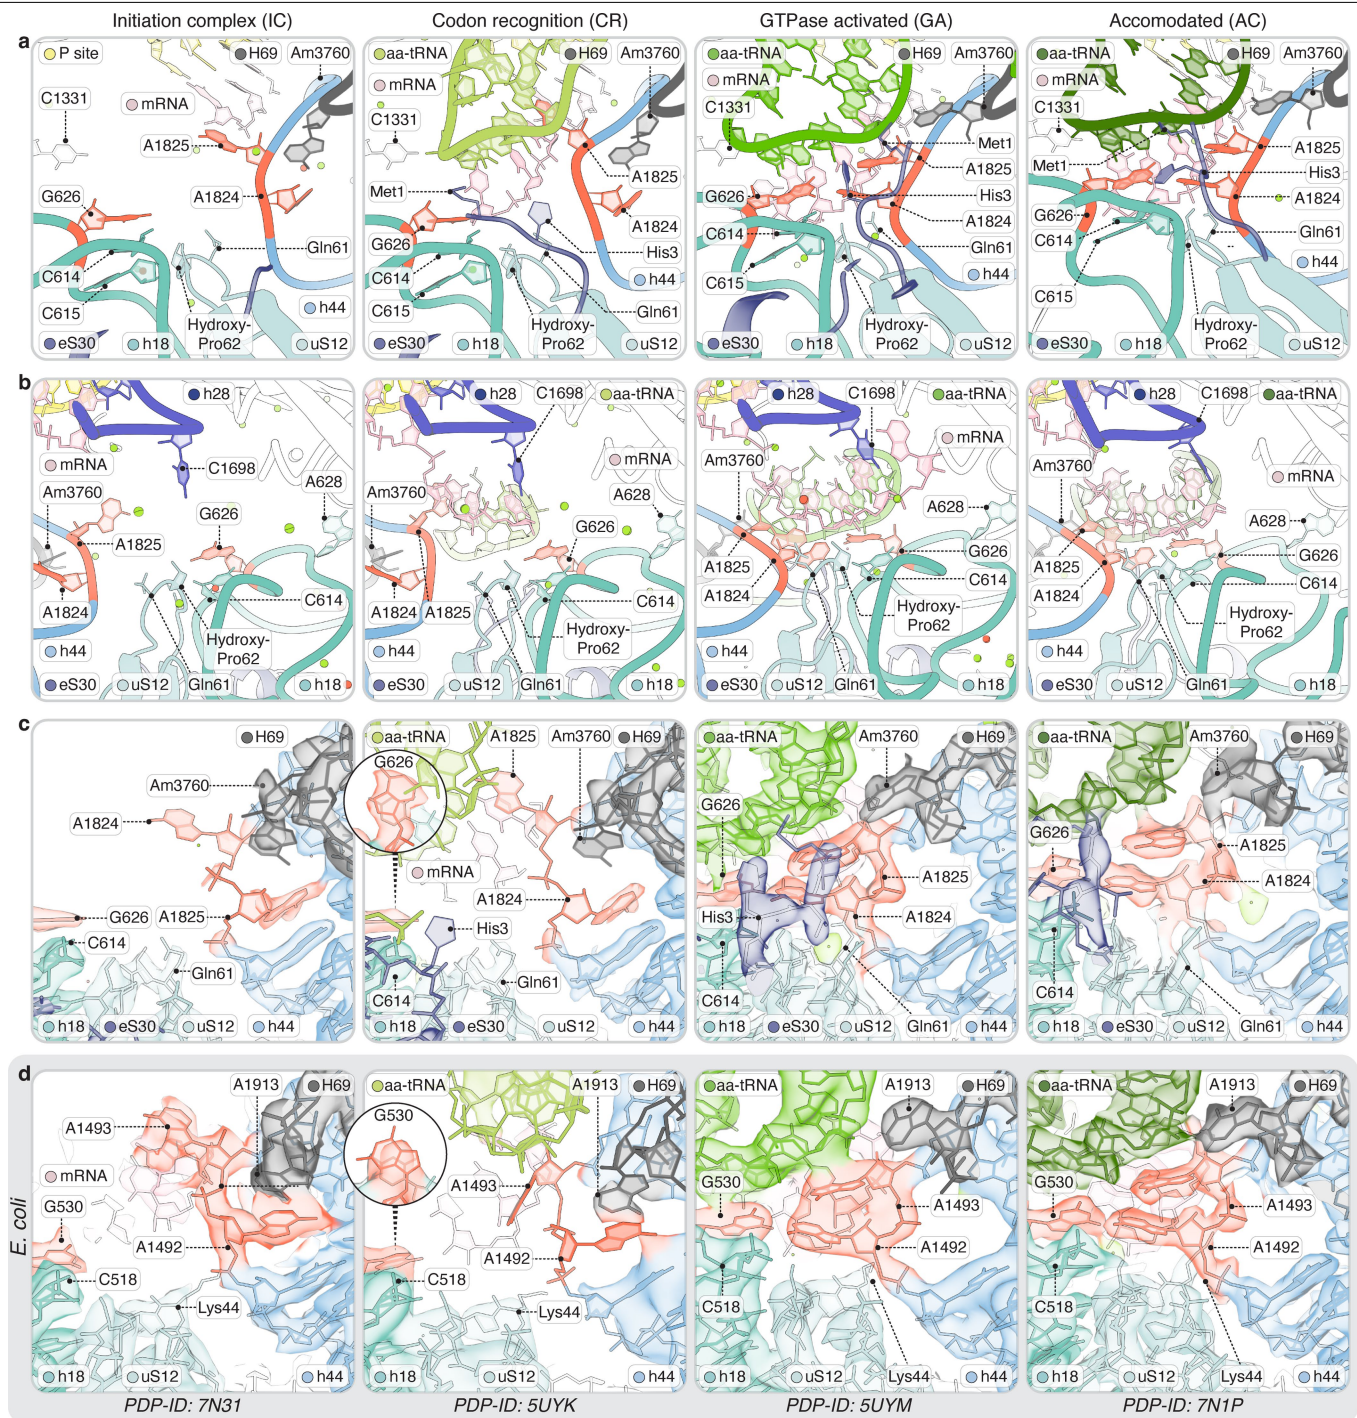 Initiation complex (IC)
Codon recognition (CR)
GTPase activated (GA)
Accomodated (AC)
a
P site
H69
Am3760
C1331
mRNA
A1825
G626
A1824
Gln61
C614
C615
h44
Hydroxy-
Pro62
eS30
h18
uS12
aa-tRNA
H69
Am3760
mRNA
C1331
A1825
Met1
G626
A1824
His3
C614
h44
C615
Gln61
Hydroxy-
Pro62
eS30
h18
uS12
aa-tRNA
H69
Am3760
mRNA
C1331
Met1
A1825
G626
His3
C614
A1824
Gln61
C615
h44
Hydroxy-
Pro62
eS30
h18
uS12
aa-tRNA
H69
Am3760
mRNA
C1331
A1825
Met1
His3
A1824
G626
Gln61
C614
h44
C615
Hydroxy-
Pro62
eS30
h18
uS12
b
h28
mRNA
C1698
A628
Am3760
G626
A1825
A1824
C614
Hydroxy-
Pro62
h44
eS30
uS12
Gln61
h18
h28
C1698
aa-tRNA
mRNA
Am3760
A628
G626
A1824
A1825
C614
Hydroxy-
Pro62
h44
eS30
uS12
Gln61
h18
h28
C1698
aa-tRNA
mRNA
Am3760
A628
G626
A1825
C614
A1824
Hydroxy-
Pro62
h44
eS30
uS12
Gln61
h18
h28
C1698
aa-tRNA
Am3760
mRNA
A628
G626
A1825
C614
A1824
Hydroxy-
Pro62
h44
eS30
uS12
Gln61
h18
c
H69
Am3760
A1824
G626
A1825
C614
Gln61
h18
eS30
uS12
h44
aa-tRNA
A1825
Am3760
H69
G626
mRNA
A1824
His3
C614
Gln61
h18
eS30
uS12
h44
aa-tRNA
Am3760
H69
G626
A1825
His3
A1824
C614
h18
eS30
uS12
Gln61
h44
aa-tRNA
Am3760
H69
G626
A1825
A1824
C614
h18
eS30
uS12
Gln61
h44
d
E. coli
A1913
H69
A1493
mRNA
G530
A1492
C518
Lys44
h18
uS12
h44
aa-tRNA
A1913
H69
G530
A1493
A1492
C518
Lys44
h18
uS12
h44
aa-tRNA
A1913
H69
G530
A1493
A1492
C518
h18
uS12
Lys44
h44
aa-tRNA
A1913
H69
G530
A1493
A1492
C518
h18
uS12
Lys44
h44
PDP-ID: 7N31
PDP-ID: 5UYK
PDP-ID: 5UYM
PDP-ID: 7N1P